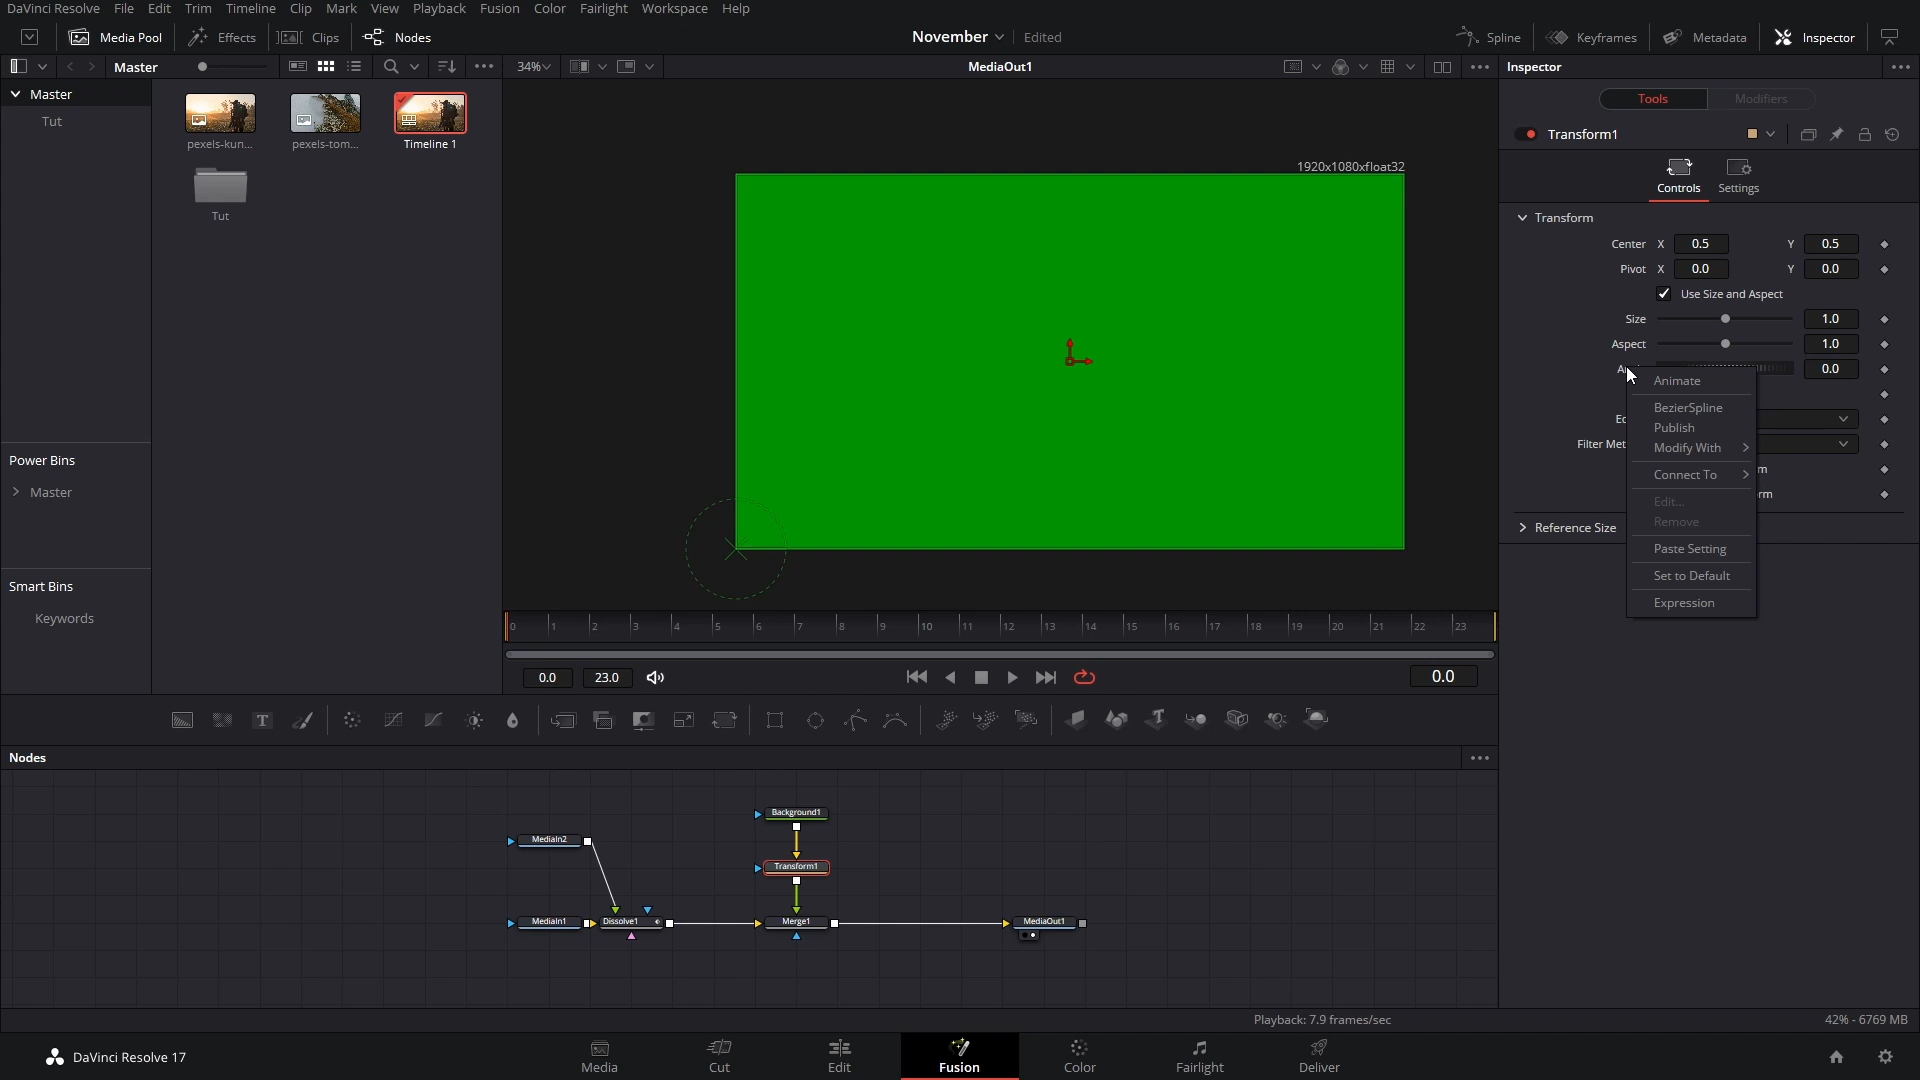 DaVinci Resolve File Edit Trim Timeline Clip Mark View Playback Fusion Color Fairlight Workspace Help
Media Pool Effects Clips Nodes November Edited Spline Keyframes Metadata Inspector
Master 34% MediaOut1 Inspector
Master
Tut
pexels-kun...
pexels-tom...
Timeline 1
Tut
Power Bins
Master
Smart Bins
Keywords
1920x1080xfloat32
Tools Modifiers
Transform1
Controls Settings
Transform
Center X 0.5 Y 0.5
Pivot X 0.0 Y 0.0
Use Size and Aspect
Size 1.0
Aspect 1.0
0.0
Animate
BezierSpline
Publish
Modify With
Connect To
Edit...
Remove
Paste Setting
Set to Default
Expression
Filter Met
Reference Size
0 1 2 3 4 5 6 7 8 9 10 11 12 13 14 15 16 17 18 19 20 21 22 23
0.0 23.0 0.0
Nodes
Background1
MediaIn2
Transform1
MediaIn1 Dissolve1 Merge1 MediaOut1
Playback: 7.9 frames/sec 42% - 6769 MB
DaVinci Resolve 17 Media Cut Edit Fusion Color Fairlight Deliver